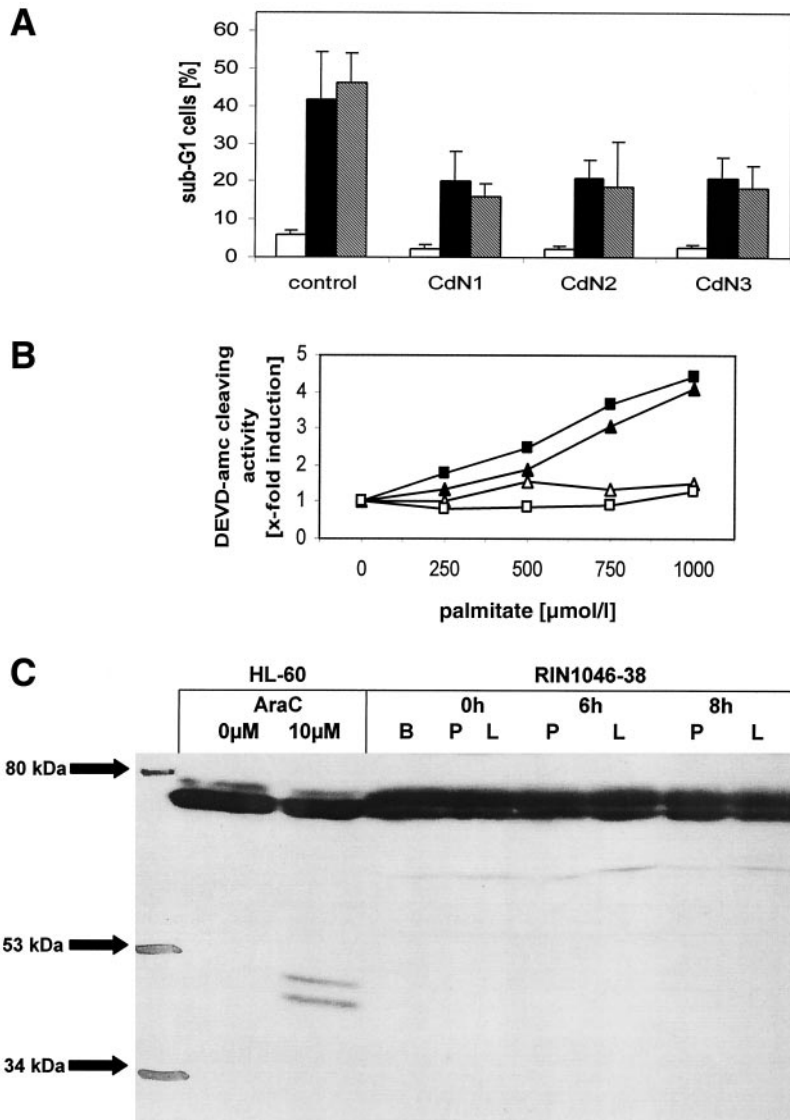 A
sub-G1 cells [%]
60
50
40
30
20
10
0
control CdN1 CdN2 CdN3
B
DEVD-amc cleaving
activity
[x-fold induction]
5
4
3
2
1
0
0 250 500 750 1000
palmitate [µmol/l]
C
HL-60 RIN1046-38
AraC 0h 6h 8h
0µM 10µM B P L P L P L
80 kDa
53 kDa
34 kDa